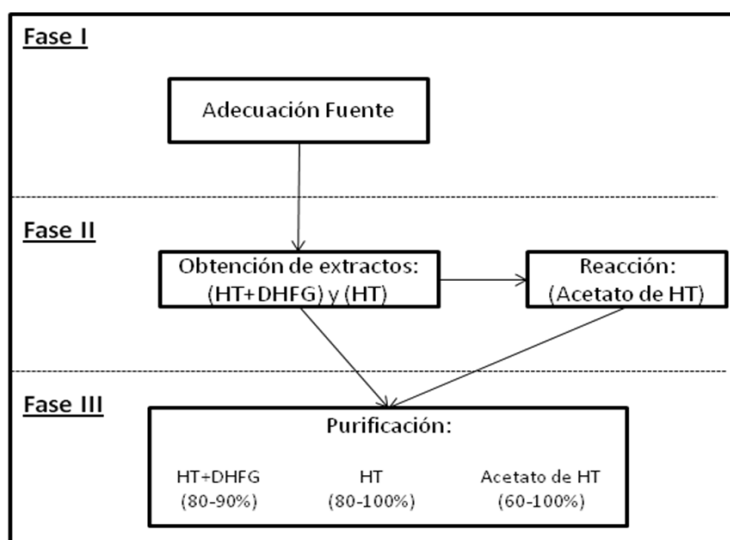 Fase I
Adecuación Fuente
Fase II
Obtención de extractos:
(HT+DHFG) y (HT)
Reacción:
(Acetato de HT)
Fase III
Purificación:
HT+DHFG
(80-90%)
HT
(80-100%)
Acetato de HT
(60-100%)